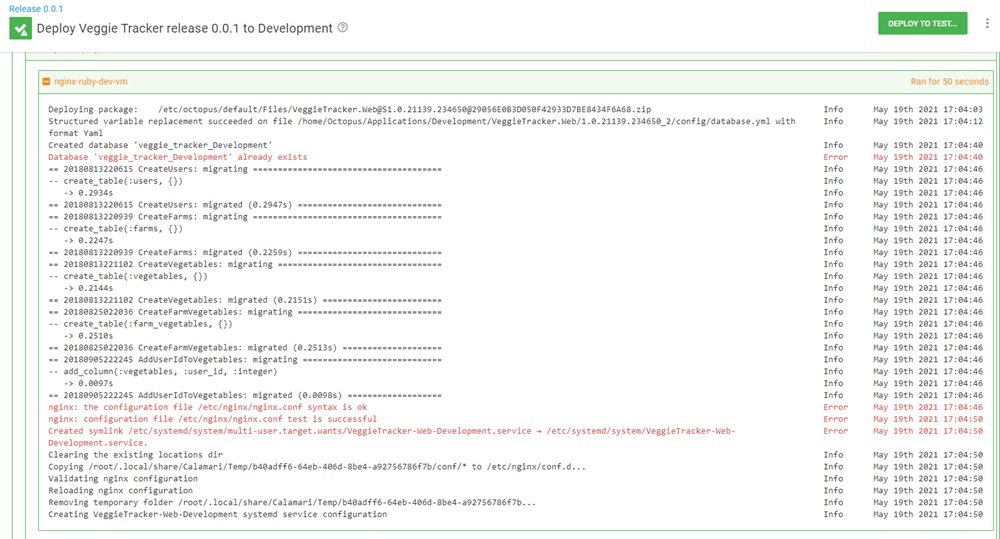 Release 0.0.1
Deploy Veggie Tracker release 0.0.1 to Development
DEPLOY TO TEST...
nginx-ruby-dev-vm Ran for 50 seconds
Deploying package: /etc/octopus/default/Files/VeggieTracker.Web@S1.0.21139.234650@29056E0B3D050F42933D7BE8434F6A68.zip Info May 19th 2021 17:04:03
Structured variable replacement succeeded on file /home/Octopus/Applications/Development/VeggieTracker.Web/1.0.21139.234650_2/config/database.yml with Info May 19th 2021 17:04:12
format Yaml
Created database 'veggie_tracker_Development' Info May 19th 2021 17:04:40
Database 'veggie_tracker_Development' already exists Error May 19th 2021 17:04:40
== 20180813220615 CreateUsers: migrating ====================================== Info May 19th 2021 17:04:46
-- create_table(:users, {}) Info May 19th 2021 17:04:46
-> 0.2934s Info May 19th 2021 17:04:46
== 20180813220615 CreateUsers: migrated (0.2947s) ============================= Info May 19th 2021 17:04:46
== 20180813220939 CreateFarms: migrating ====================================== Info May 19th 2021 17:04:46
-- create_table(:farms, {}) Info May 19th 2021 17:04:46
-> 0.2247s Info May 19th 2021 17:04:46
== 20180813220939 CreateFarms: migrated (0.2259s) ============================= Info May 19th 2021 17:04:46
== 20180813221102 CreateVegetables: migrating ================================= Info May 19th 2021 17:04:46
-- create_table(:vegetables, {}) Info May 19th 2021 17:04:46
-> 0.2144s Info May 19th 2021 17:04:46
== 20180813221102 CreateVegetables: migrated (0.2151s) ======================== Info May 19th 2021 17:04:46
== 20180825022036 CreateFarmVegetables: migrating ============================= Info May 19th 2021 17:04:46
-- create_table(:farm_vegetables, {}) Info May 19th 2021 17:04:46
-> 0.2510s Info May 19th 2021 17:04:46
== 20180825022036 CreateFarmVegetables: migrated (0.2513s) ==================== Info May 19th 2021 17:04:46
== 20180905222245 AddUserIdToVegetables: migrating ============================ Info May 19th 2021 17:04:46
-- add_column(:vegetables, :user_id, :integer) Info May 19th 2021 17:04:46
-> 0.0097s Info May 19th 2021 17:04:46
== 20180905222245 AddUserIdToVegetables: migrated (0.0098s) =================== Info May 19th 2021 17:04:46
nginx: the configuration file /etc/nginx/nginx.conf syntax is ok Error May 19th 2021 17:04:46
nginx: configuration file /etc/nginx/nginx.conf test is successful Error May 19th 2021 17:04:50
Created symlink /etc/systemd/system/multi-user.target.wants/VeggieTracker-Web-Development.service → /etc/systemd/system/VeggieTracker-Web- Error May 19th 2021 17:04:50
Development.service.
Clearing the existing locations dir Info May 19th 2021 17:04:50
Copying /root/.local/share/Calamari/Temp/b40adff6-64eb-406d-8be4-a92756786f7b/conf/* to /etc/nginx/conf.d... Info May 19th 2021 17:04:50
Validating nginx configuration Info May 19th 2021 17:04:50
Reloading nginx configuration Info May 19th 2021 17:04:50
Removing temporary folder /root/.local/share/Calamari/Temp/b40adff6-64eb-406d-8be4-a92756786f7b... Info May 19th 2021 17:04:50
Creating VeggieTracker-Web-Development systemd service configuration Info May 19th 2021 17:04:50